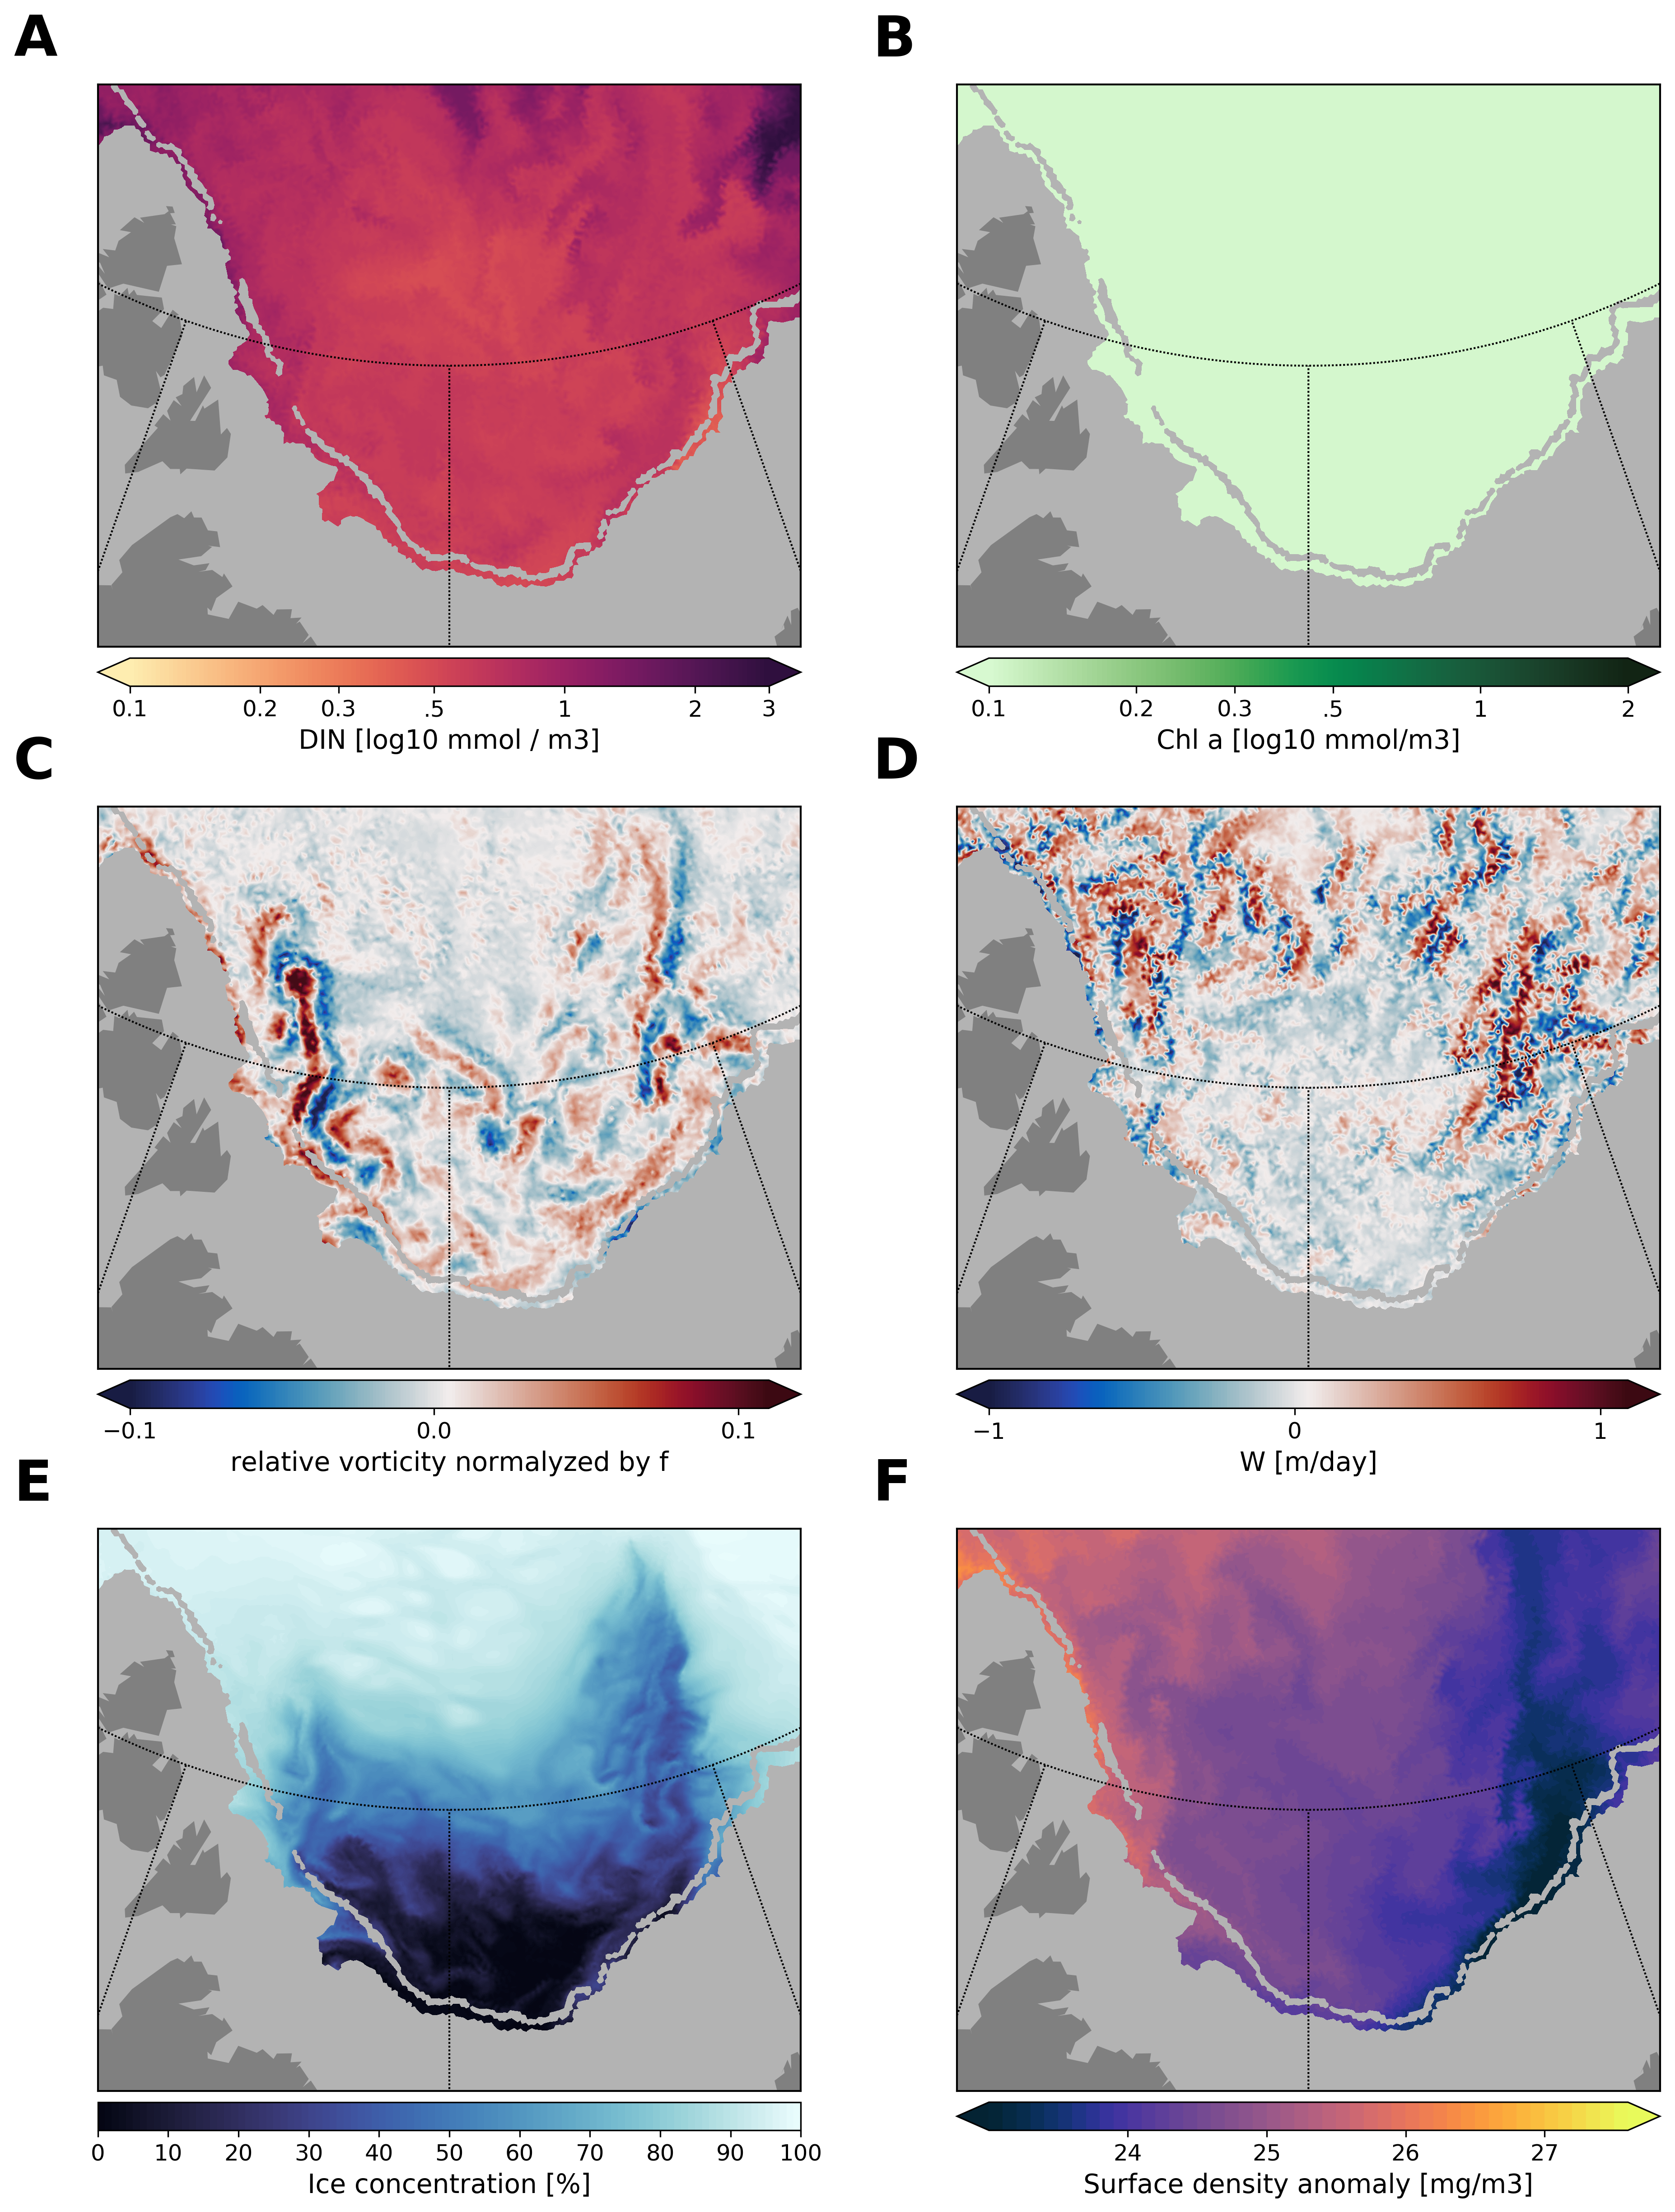 A
B
0.1 0.2 0.3 .5 1 2 3
DIN [log10 mmol / m3]
0.1 0.2 0.3 .5 1 2
Chl a [log10 mmol/m3]
C
D
−0.1 0.0 0.1
relative vorticity normalyzed by f
−1 0 1
W [m/day]
E
F
0 10 20 30 40 50 60 70 80 90 100
Ice concentration [%]
24 25 26 27
Surface density anomaly [mg/m3]